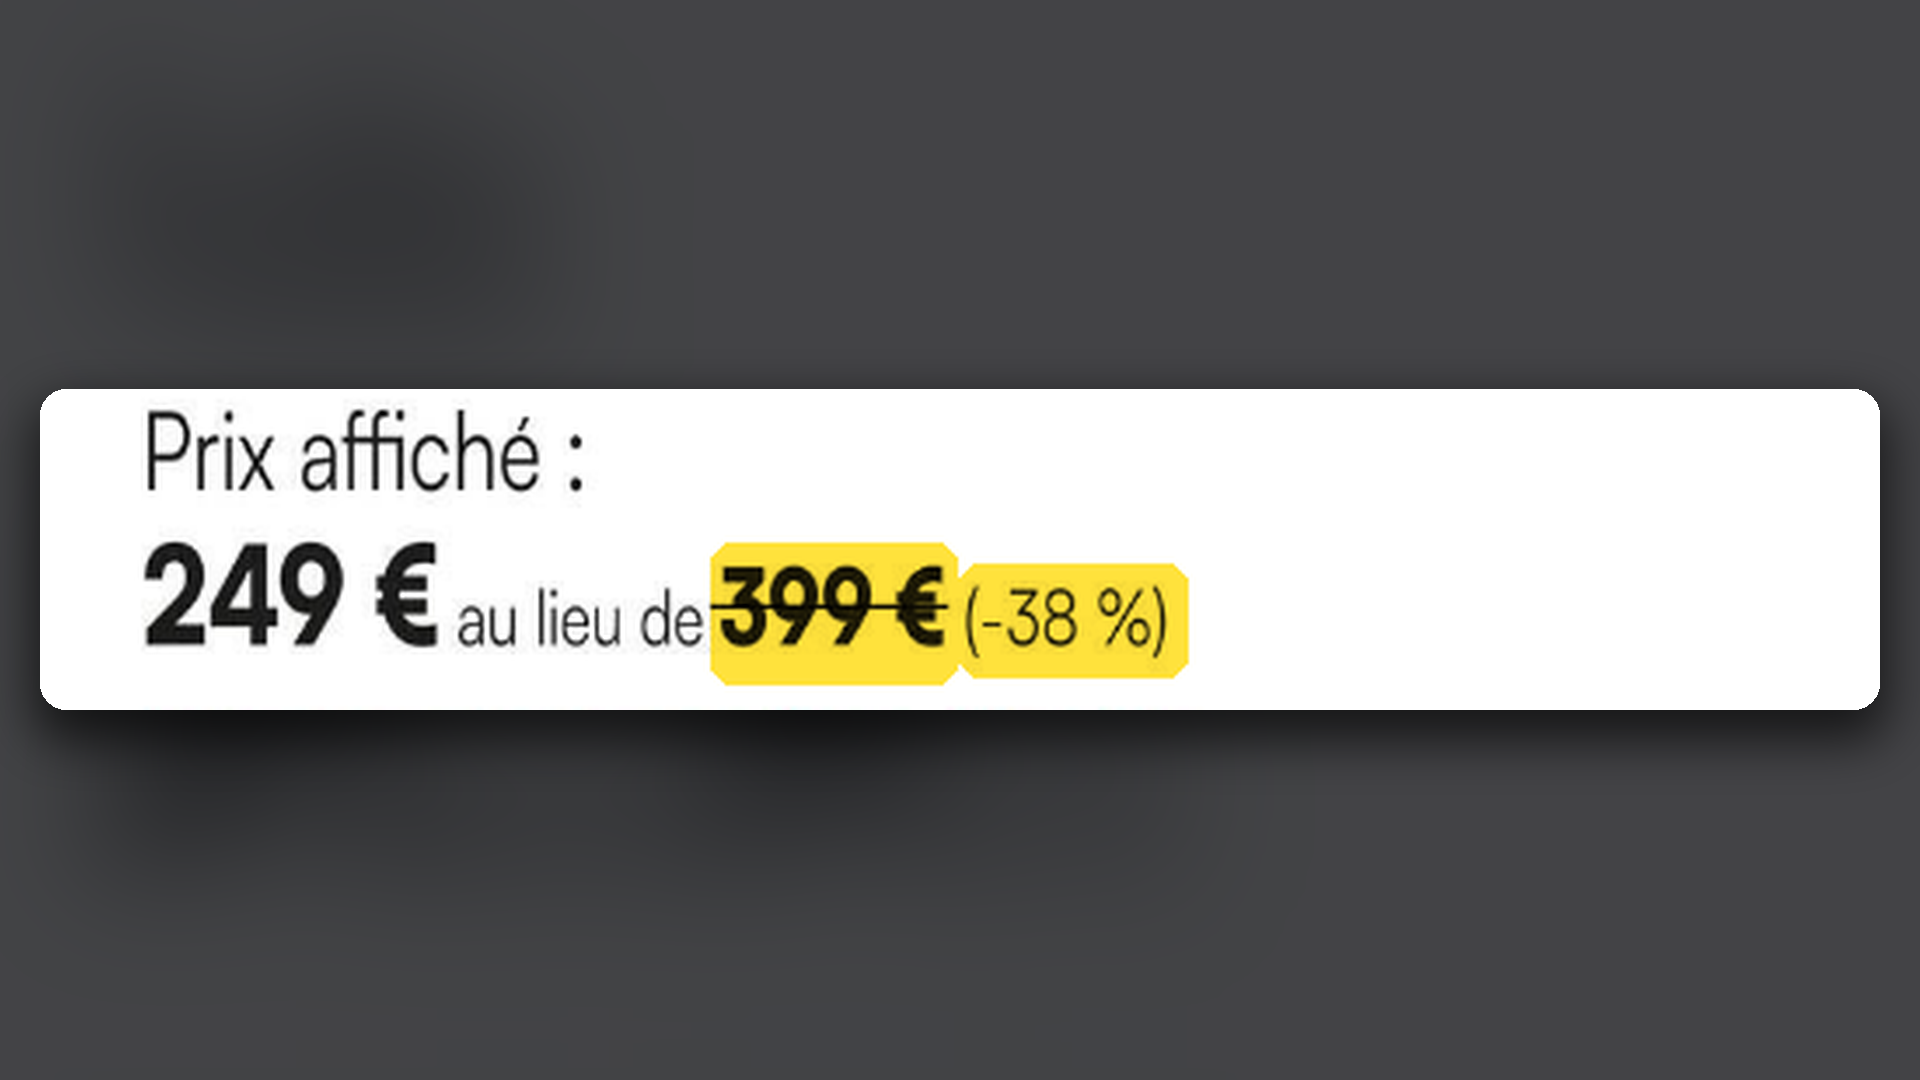 Prix affiché :
249 € au lieu de 399 € (-38 %)